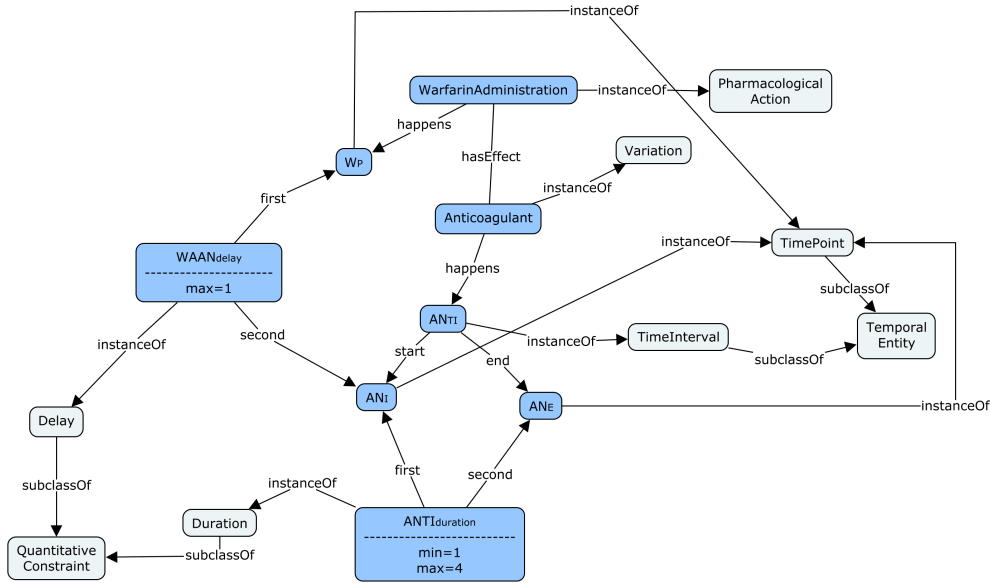 instanceOf
WarfarinAdministration
instanceOf
Pharmacological
Action
happens
WP
hasEffect
Variation
instanceOf
first
Anticoagulant
WAANdelay
---------------------
max=1
happens
instanceOf
TimePoint
subclassOf
ANTI
instanceOf
TimeInterval
Temporal
Entity
subclassOf
second
instanceOf
start
end
ANI
ANE
instanceOf
Delay
first
second
subclassOf
instanceOf
Duration
subclassOf
Quantitative
Constraint
ANTIduration
-------------------------
min=1
max=4